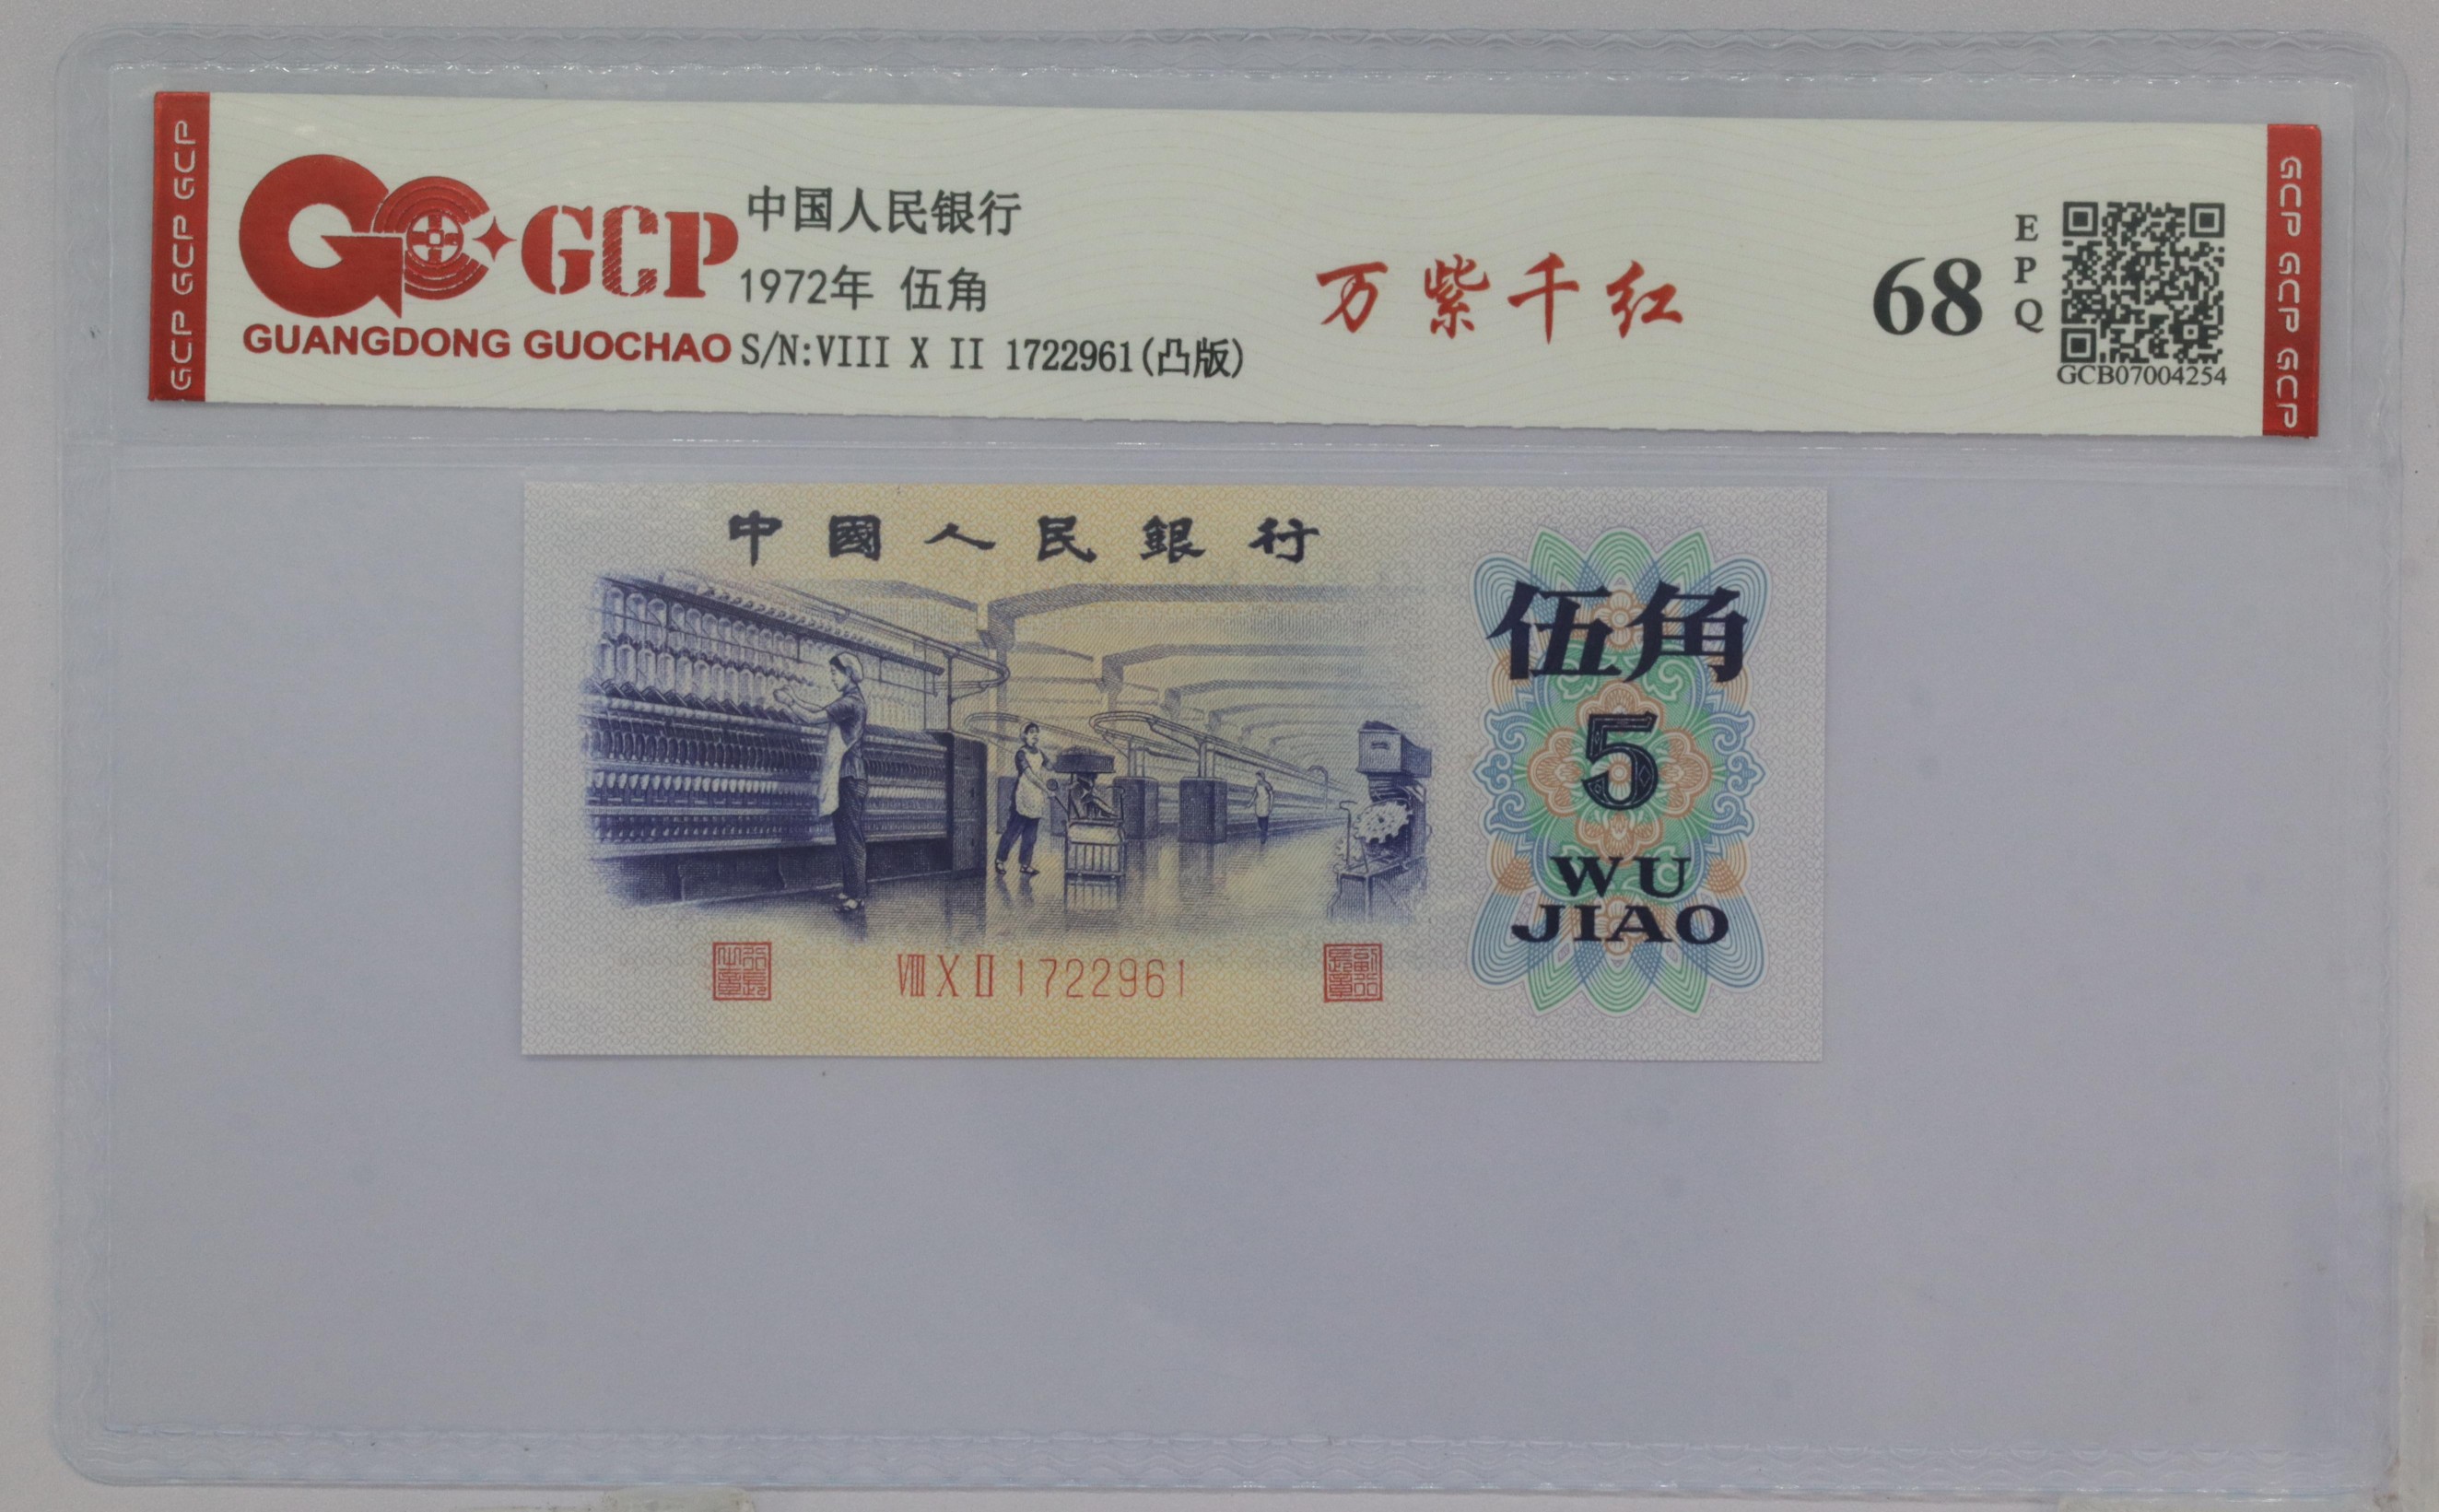 GCP GCP GCP
GCP
GUANGDONG GUOCHAO
中国人民银行
1972年 伍角
S/N:VIII X II 1722961(凸版)
万紫千红
68
EPQ
GCB07004254
GCP GCP GCP
中國人民銀行
伍角
5
WU
JIAO
VIII X II 1722961